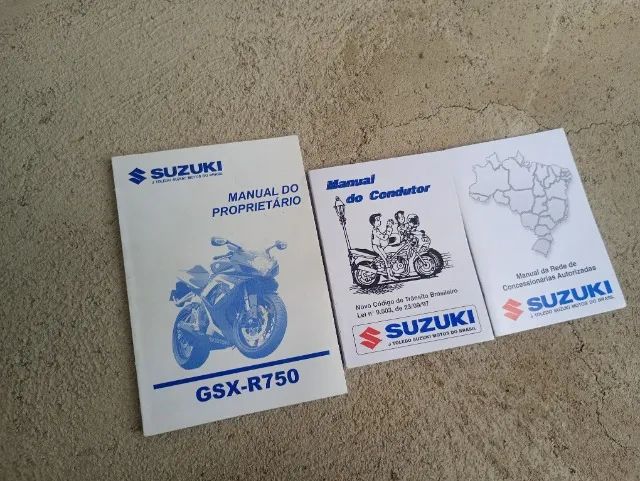 SUZUKI
J TOLEDO SUZUKI MOTOS DO BRASIL
MANUAL DO
PROPRIETÁRIO
GSX-R750
Manual
do Condutor
Novo Código de Trânsito Brasileiro
Lei nº 9.503, de 23/09/97
SUZUKI
J TOLEDO SUZUKI MOTOS DO BRASIL
Manual da Rede de
Concessionárias Autorizadas
SUZUKI
J TOLEDO SUZUKI MOTOS DO BRASIL